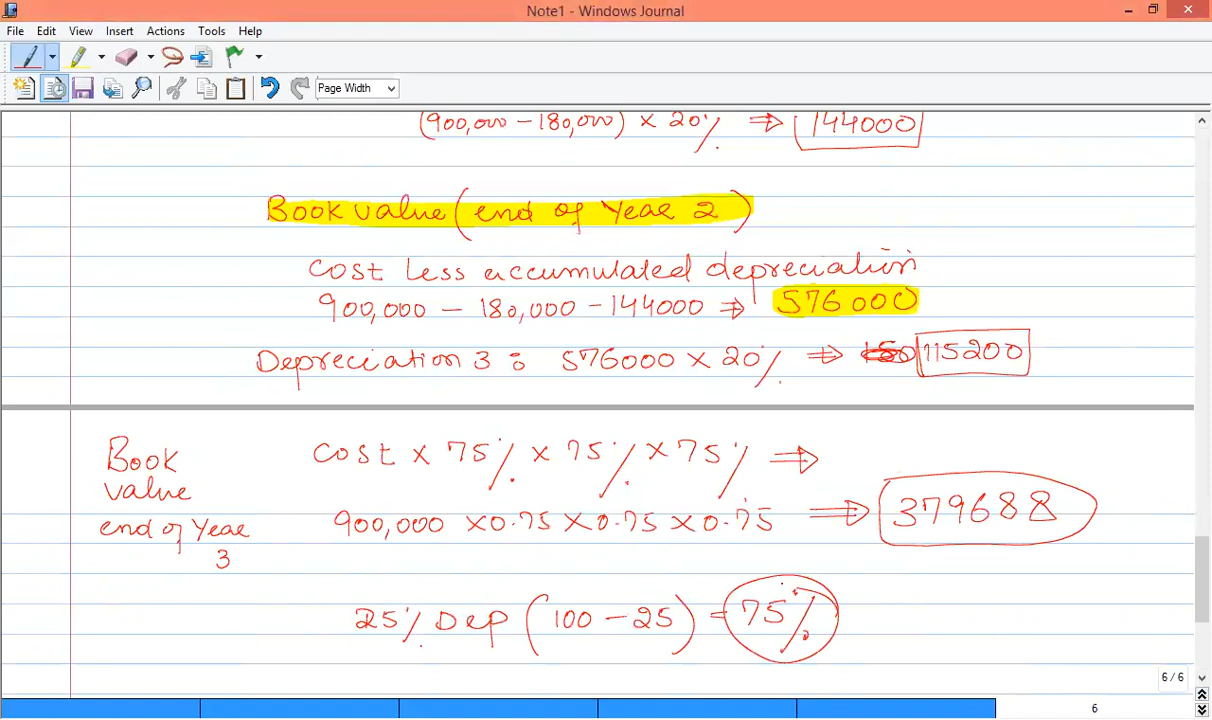 Note1 - Windows Journal
File Edit View Insert Actions Tools Help
Page Width
(900,000 - 180,000) × 20% ⇒ 144000
Book value (end of Year 2)
Cost Less accumulated depreciation
900,000 - 180,000 - 144000 ⇒ 576000
Depreciation 3 : 576000 × 20% ⇒ 115200
Book
value
end of Year
3
Cost × 75% × 75% × 75% ⇒
900,000 × 0.75 × 0.75 × 0.75 ⇒ 379688
25% Dep (100 - 25) = 75%
6 / 6
6